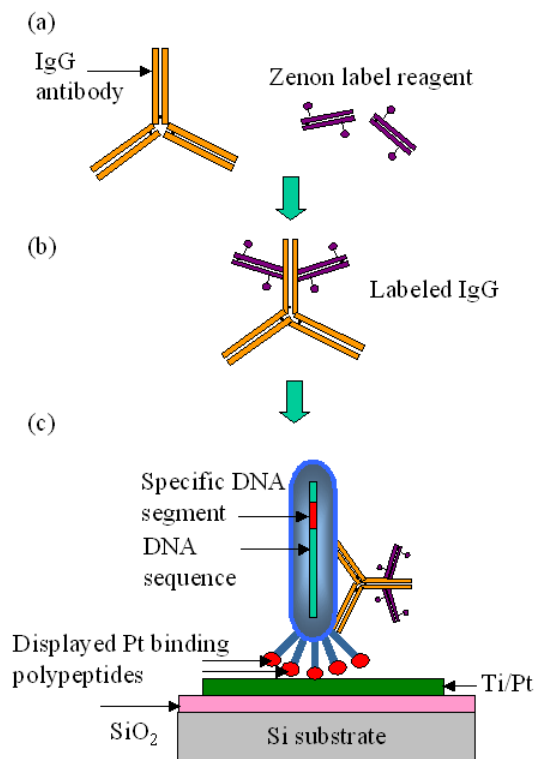 (a)
IgG
antibody
Zenon label reagent
(b)
Labeled IgG
(c)
Specific DNA
segment
DNA
sequence
Displayed Pt binding
polypeptides
Ti/Pt
SiO₂
Si substrate